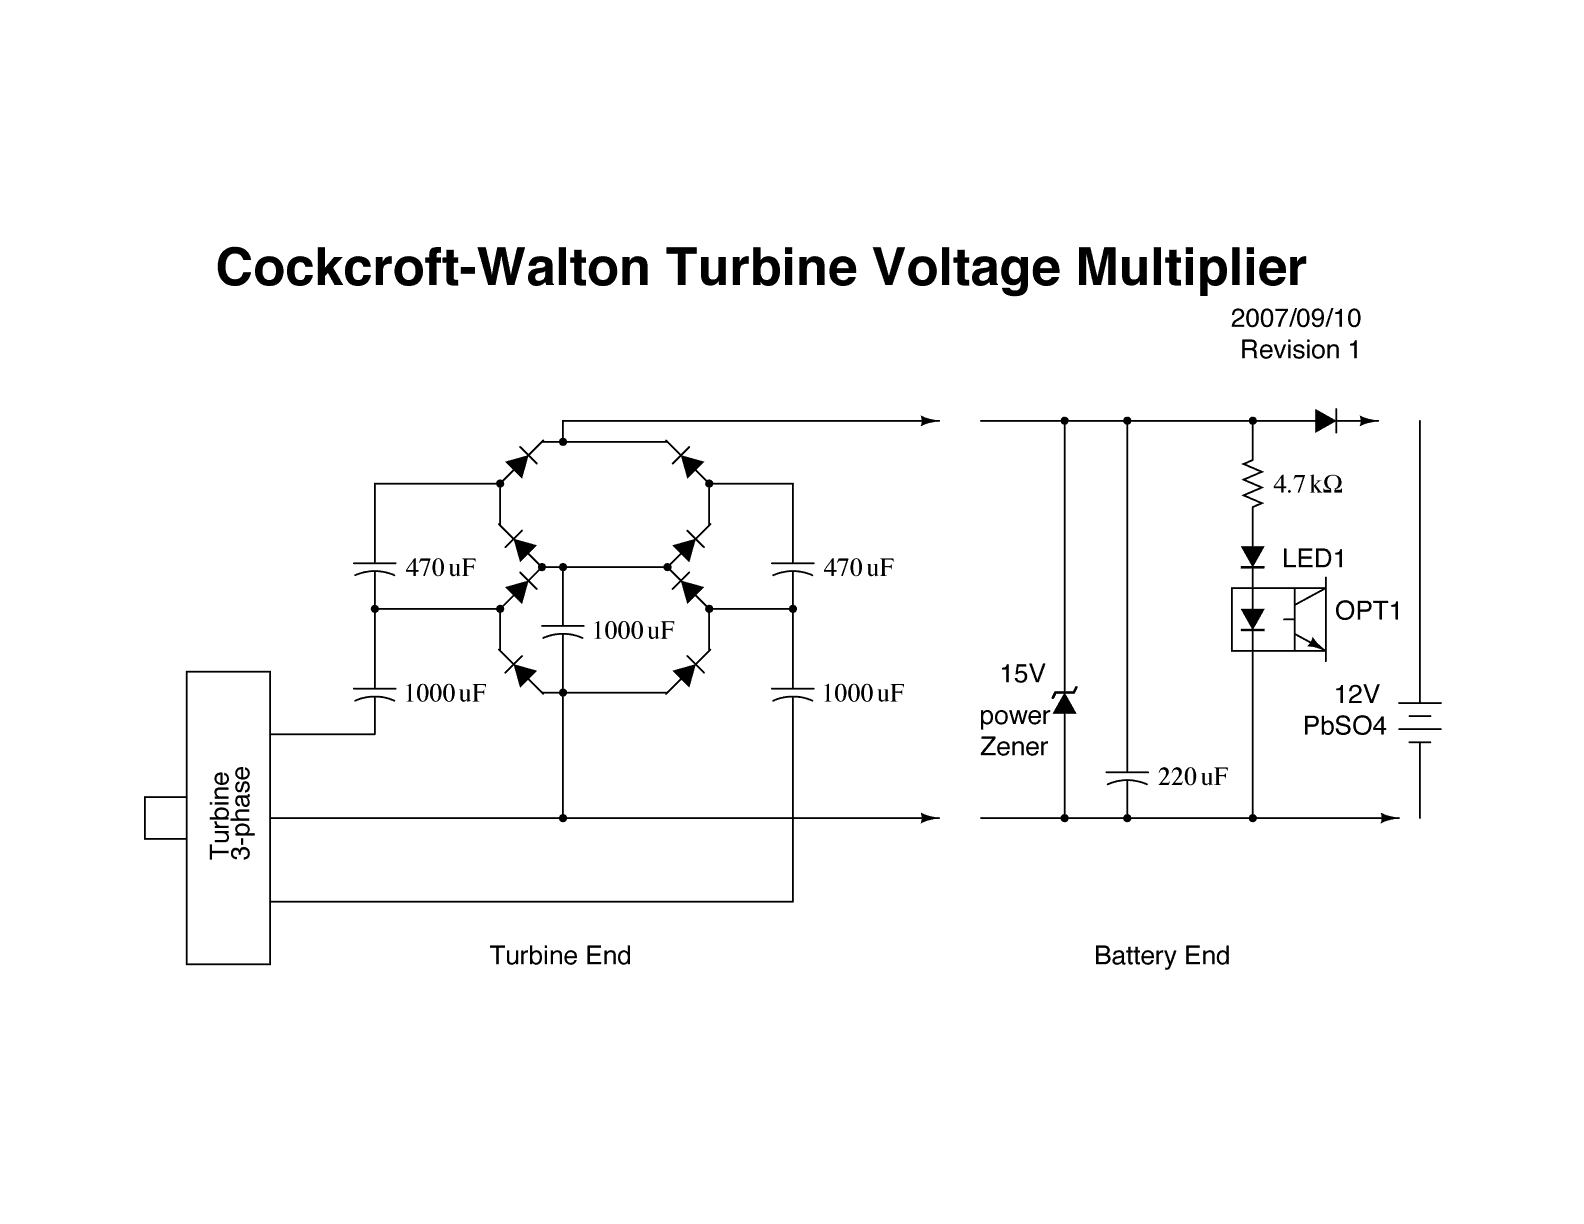 Cockcroft-Walton Turbine Voltage Multiplier
2007/09/10
Revision 1
470 uF
470 uF
1000 uF
1000 uF
1000 uF
Turbine
3-phase
4.7 kΩ
LED1
OPT1
15V
power
Zener
12V
PbSO4
220 uF
Turbine End
Battery End